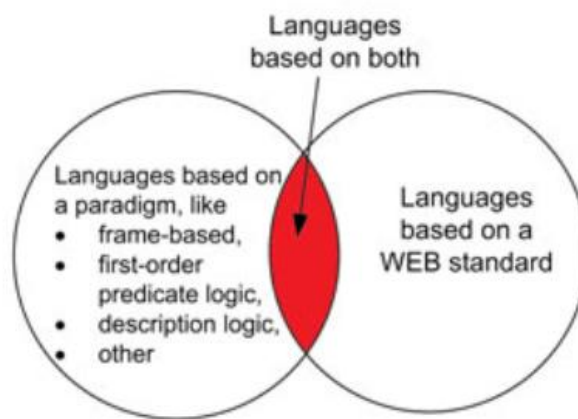 Languages
based on both
Languages based on
a paradigm, like
• frame-based,
• first-order
predicate logic,
• description logic,
• other
Languages
based on a
WEB standard